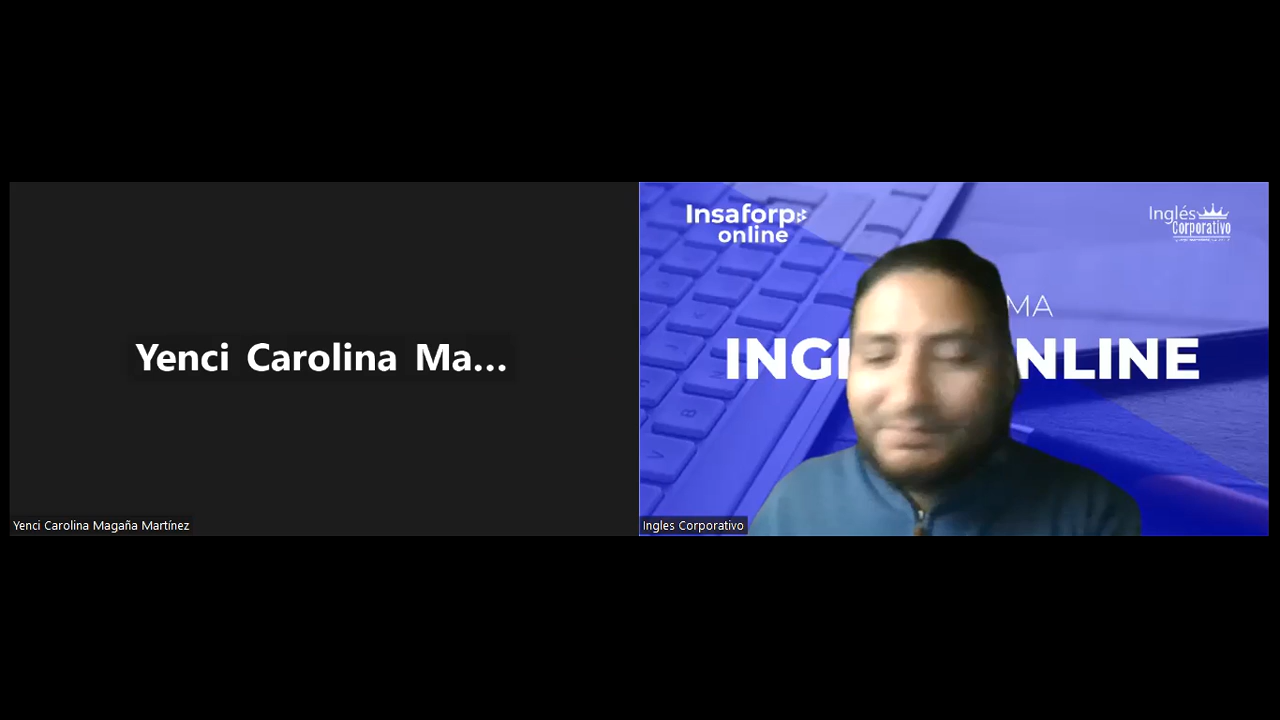 Yenci Carolina Ma...
Yenci Carolina Magaña Martínez
Insaforp
online
Inglés
Corporativo
MA
INGL
NLINE
Ingles Corporativo